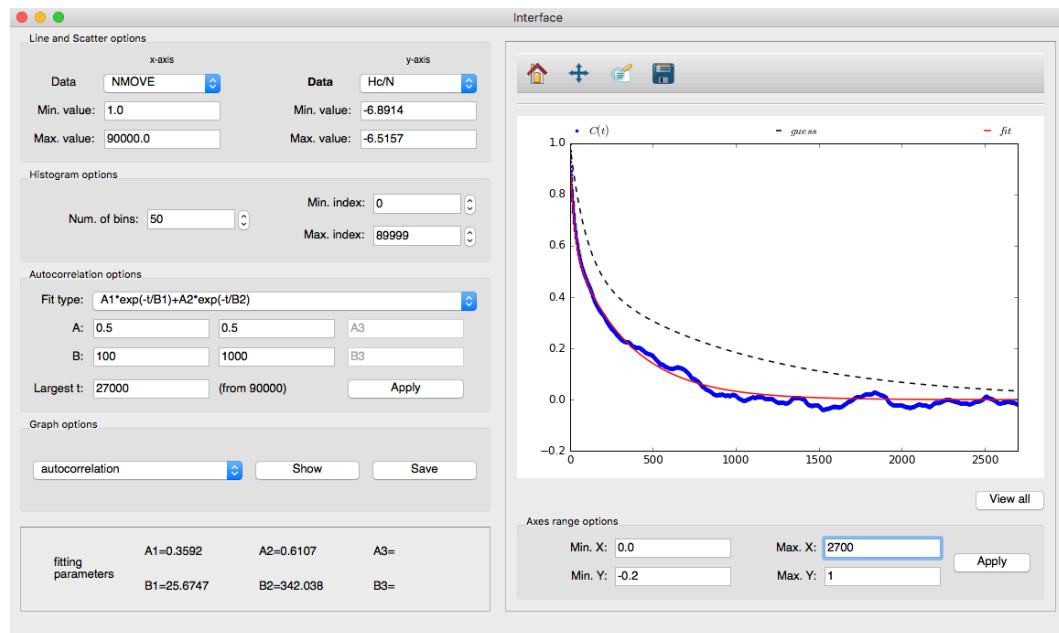 Interface
Line and Scatter options
x-axis y-axis
Data NMOVE Data Hc/N
Min. value: 1.0 Min. value: -6.8914
Max. value: 90000.0 Max. value: -6.5157
Histogram options
Num. of bins: 50
Min. index: 0
Max. index: 89999
Autocorrelation options
Fit type: A1*exp(-t/B1)+A2*exp(-t/B2)
A: 0.5 0.5 A3
B: 100 1000 B3
Largest t: 27000 (from 90000) Apply
Graph options
autocorrelation Show Save
fitting
parameters
A1=0.3592 A2=0.6107 A3=
B1=25.6747 B2=342.038 B3=
C(t) guess fit
1.0
0.8
0.6
0.4
0.2
0.0
−0.2
0 500 1000 1500 2000 2500
View all
Axes range options
Min. X: 0.0 Max. X: 2700
Min. Y: -0.2 Max. Y: 1
Apply